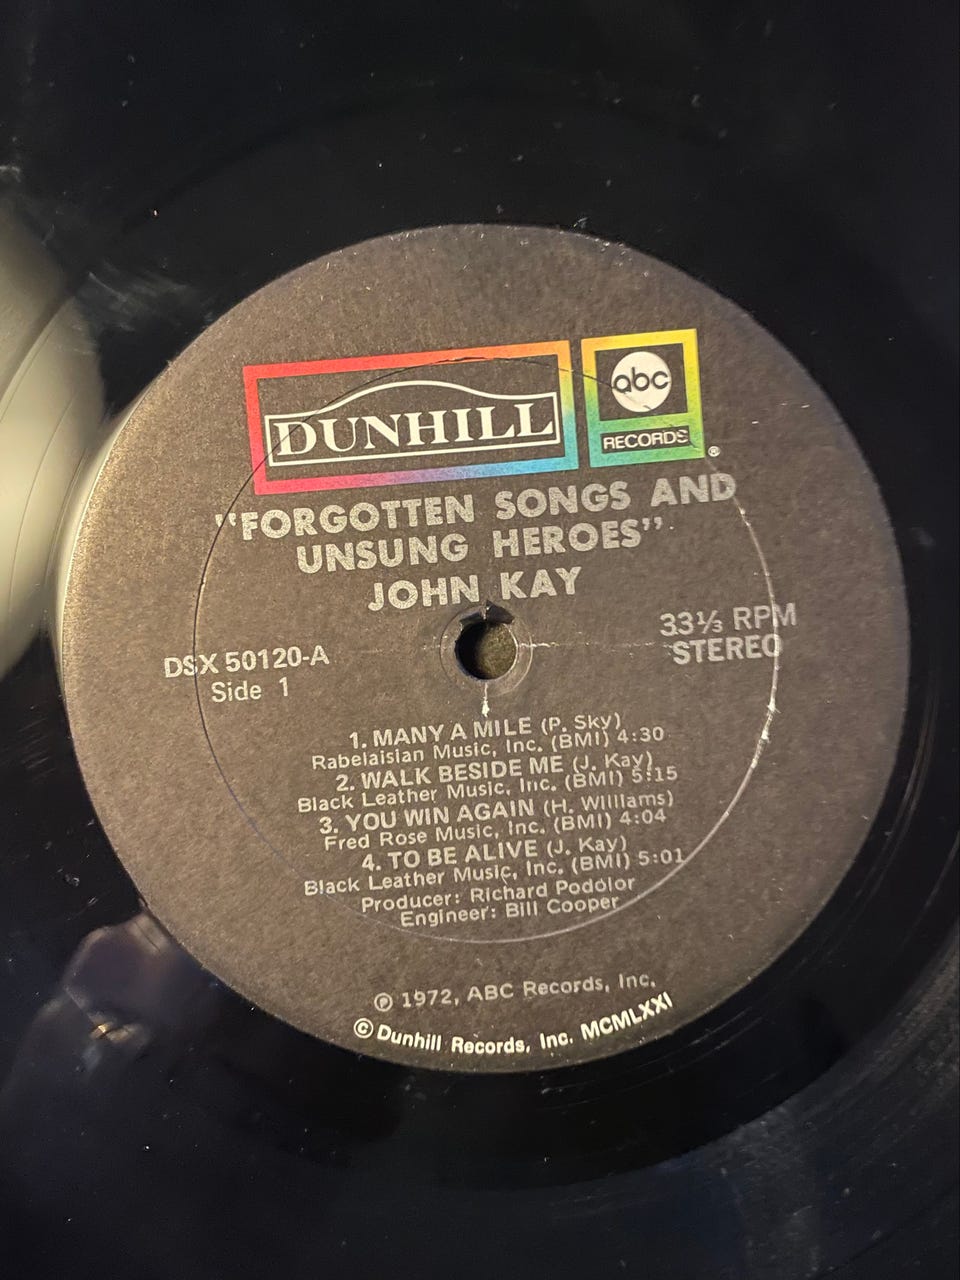 DUNHILL
abc
RECORDS
®
"FORGOTTEN SONGS AND
UNSUNG HEROES"
JOHN KAY
DSX 50120-A
Side 1
33⅓ RPM
STEREO
1. MANY A MILE (P. Sky)
Rabelaisian Music, Inc. (BMI) 4:30
2. WALK BESIDE ME (J. Kay)
Black Leather Music, Inc. (BMI) 5:15
3. YOU WIN AGAIN (H. Williams)
Fred Rose Music, Inc. (BMI) 4:04
4. TO BE ALIVE (J. Kay)
Black Leather Music, Inc. (BMI) 5:01
Producer: Richard Podolor
Engineer: Bill Cooper
℗ 1972, ABC Records, Inc.
© Dunhill Records, Inc. MCMLXXI